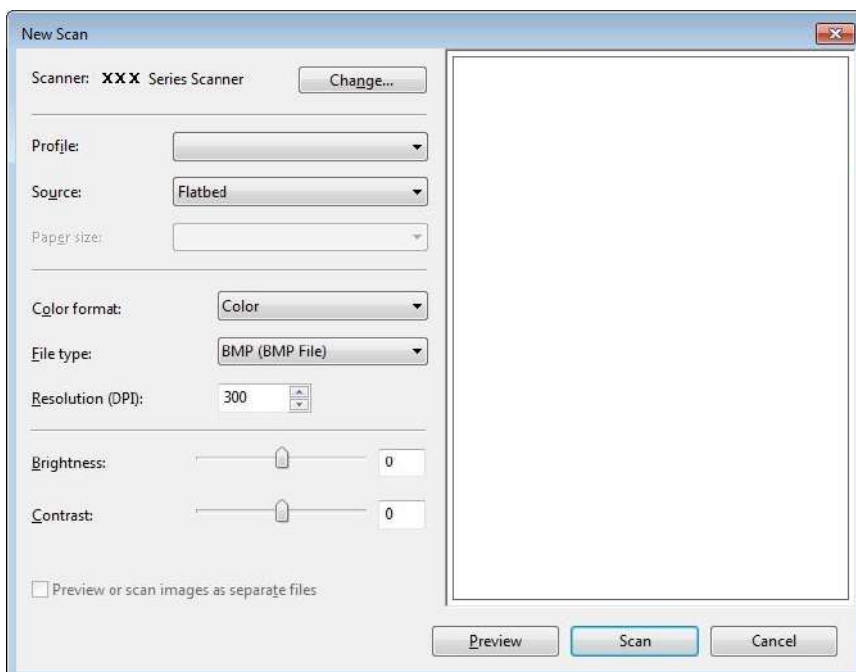 New Scan
Scanner: XXX Series Scanner Change...
Profile:
Source: Flatbed
Paper size:
Color format: Color
File type: BMP (BMP File)
Resolution (DPI): 300
Brightness: 0
Contrast: 0
Preview or scan images as separate files
Preview Scan Cancel